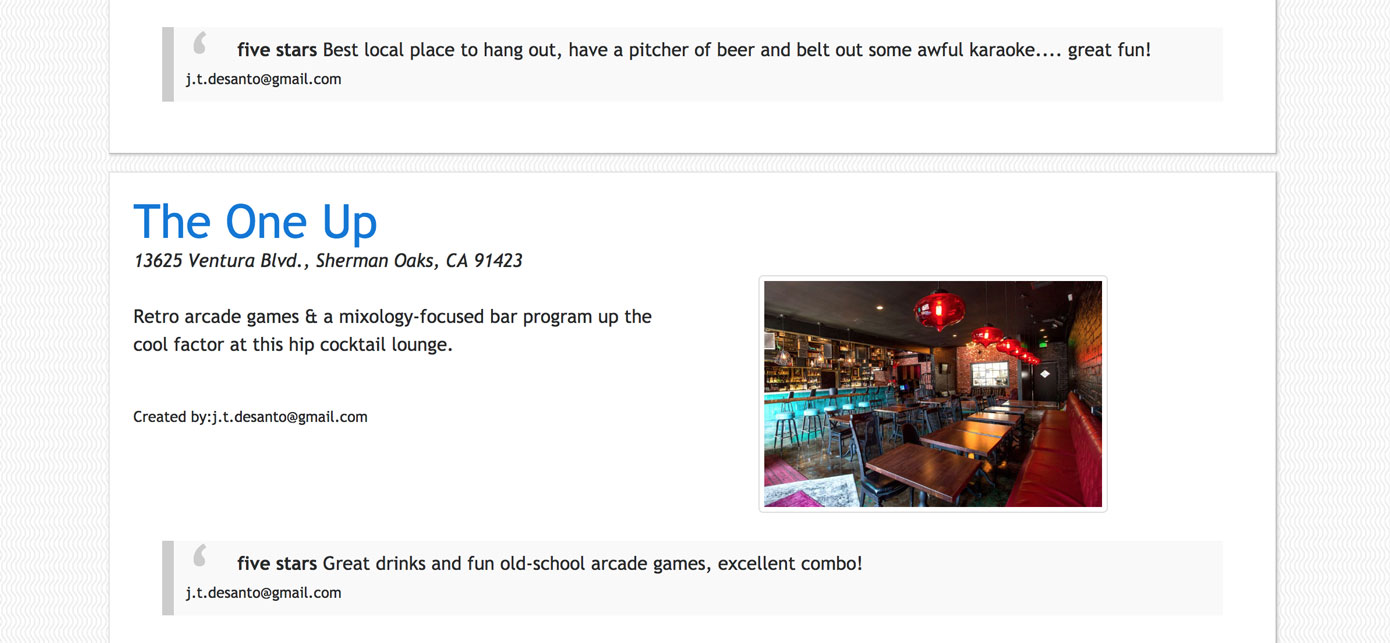 five stars Best local place to hang out, have a pitcher of beer and belt out some awful karaoke.... great fun!
j.t.desanto@gmail.com
The One Up
13625 Ventura Blvd., Sherman Oaks, CA 91423
Retro arcade games & a mixology-focused bar program up the
cool factor at this hip cocktail lounge.
Created by:j.t.desanto@gmail.com
five stars Great drinks and fun old-school arcade games, excellent combo!
j.t.desanto@gmail.com